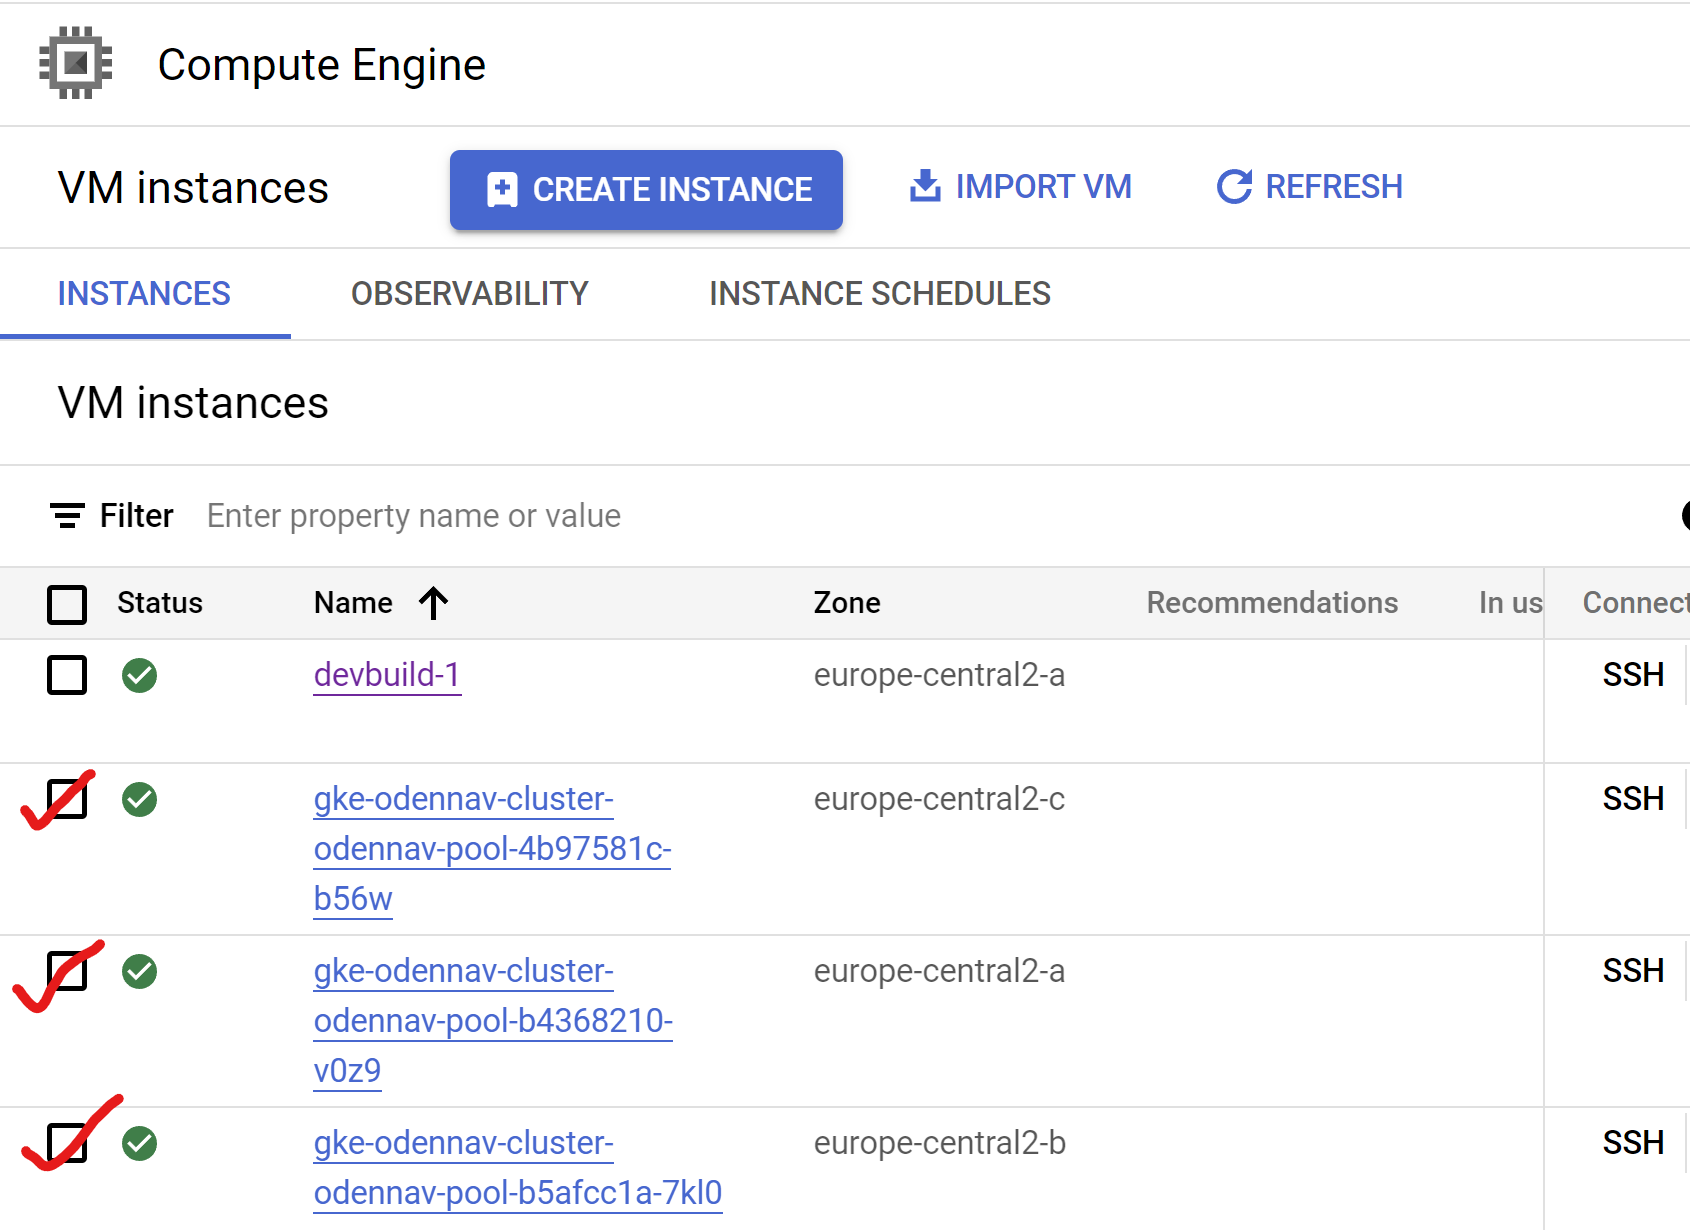 Compute Engine
VM instances CREATE INSTANCE IMPORT VM REFRESH
INSTANCES OBSERVABILITY INSTANCE SCHEDULES
VM instances
Filter Enter property name or value
Status Name Zone Recommendations In us Connect
devbuild-1 europe-central2-a SSH
gke-odennav-cluster- europe-central2-c SSH
odennav-pool-4b97581c-
b56w
gke-odennav-cluster- europe-central2-a SSH
odennav-pool-b4368210-
v0z9
gke-odennav-cluster- europe-central2-b SSH
odennav-pool-b5afcc1a-7kl0